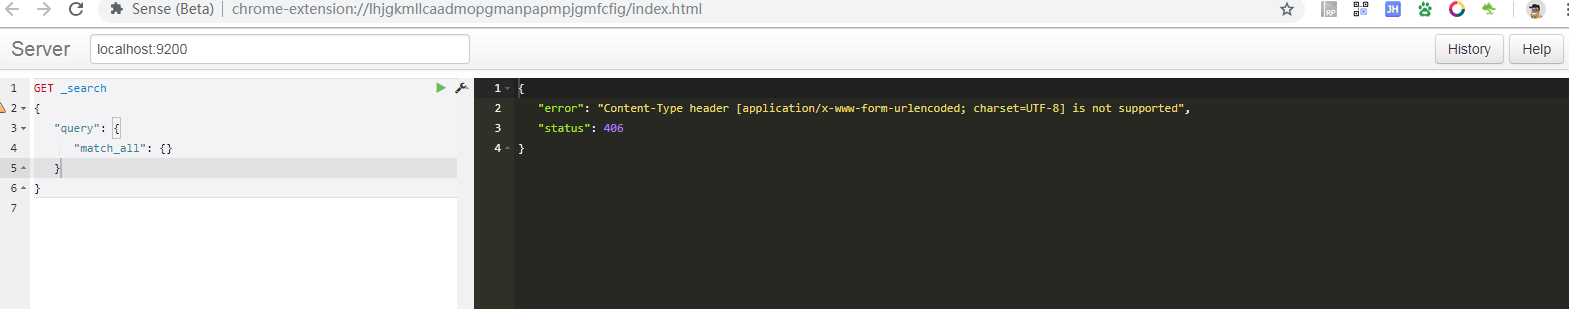 Sense (Beta) | chrome-extension://lhjgkmllcaadmopgmanpapmpjgmfcfig/index.html
RP
JH
Server
localhost:9200
History
Help
1 GET _search
2 {
3 "query": {
4 "match_all": {}
5 }
6 }
7
1 {
2 "error": "Content-Type header [application/x-www-form-urlencoded; charset=UTF-8] is not supported",
3 "status": 406
4 }